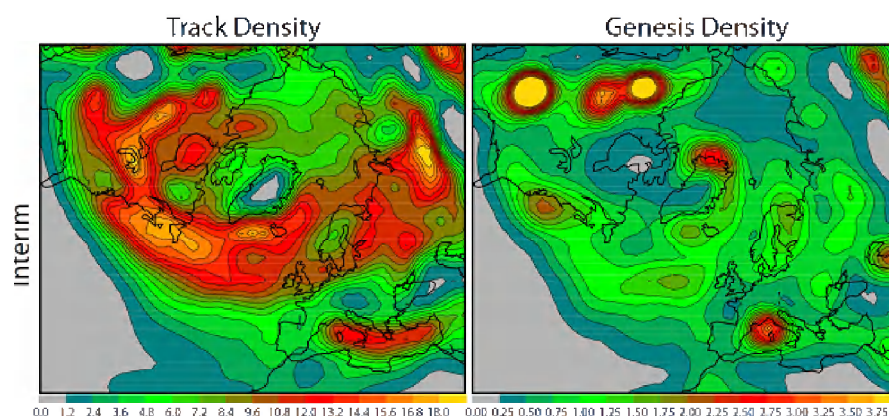 Track Density
Genesis Density
Interim
0.0 1.2 2.4 3.6 4.8 6.0 7.2 8.4 9.6 10.8 12.0 13.2 14.4 15.6 16.8 18.0
0.00 0.25 0.50 0.75 1.00 1.25 1.50 1.75 2.00 2.25 2.50 2.75 3.00 3.25 3.50